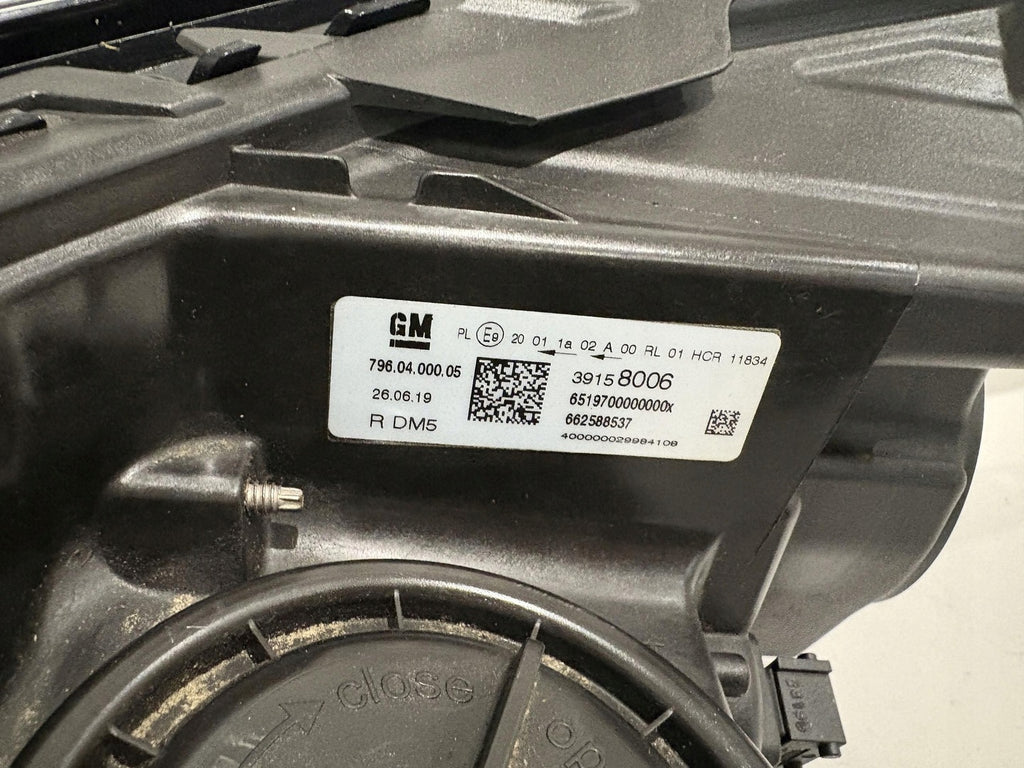 GM
PL E9 20 01 1a 02 A 00 RL 01 HCR 11834
796.04.000.05
39158006
26.06.19
6519700000000x
R DM5
662588537
400000029984108
close
op